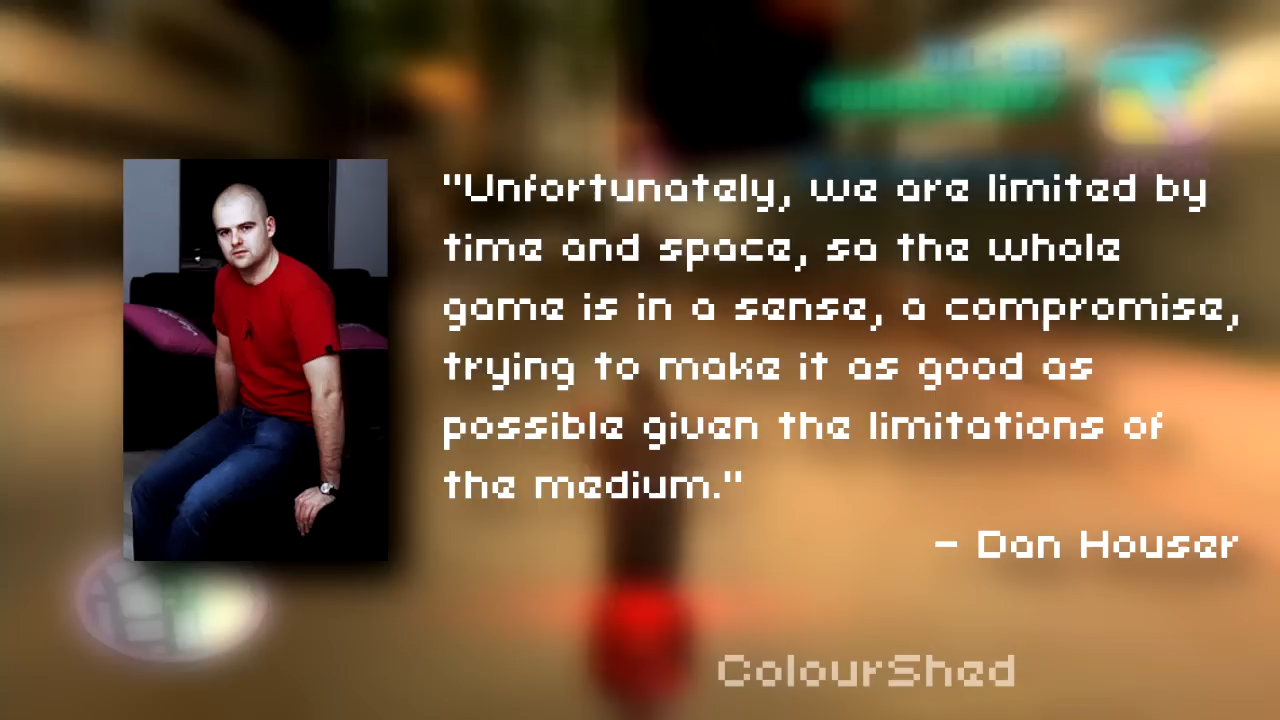 "Unfortunately, we are limited by
time and space, so the whole
game is in a sense, a compromise,
trying to make it as good as
possible given the limitations of
the medium."
- Dan Houser
ColourShed